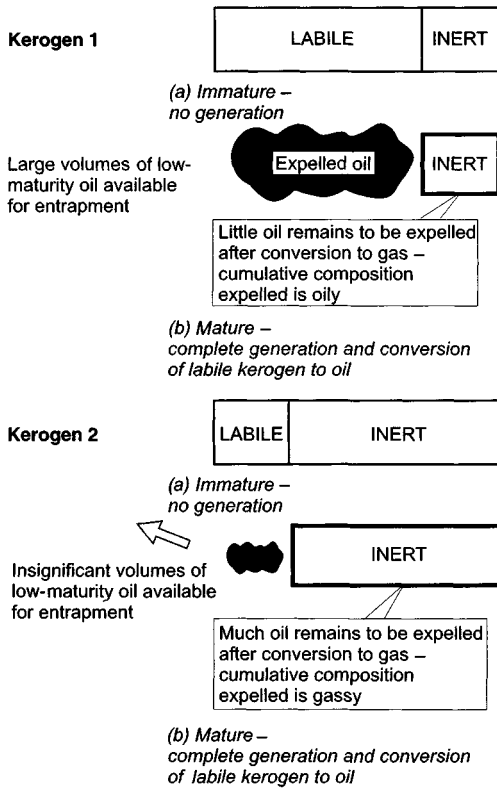 Kerogen 1
LABILE
INERT
(a) Immature –
no generation
Large volumes of low-
maturity oil available
for entrapment
Expelled oil
INERT
Little oil remains to be expelled
after conversion to gas –
cumulative composition
expelled is oily
(b) Mature –
complete generation and conversion
of labile kerogen to oil
Kerogen 2
LABILE
INERT
(a) Immature –
no generation
Insignificant volumes of
low-maturity oil available
for entrapment
INERT
Much oil remains to be expelled
after conversion to gas –
cumulative composition
expelled is gassy
(b) Mature –
complete generation and conversion
of labile kerogen to oil